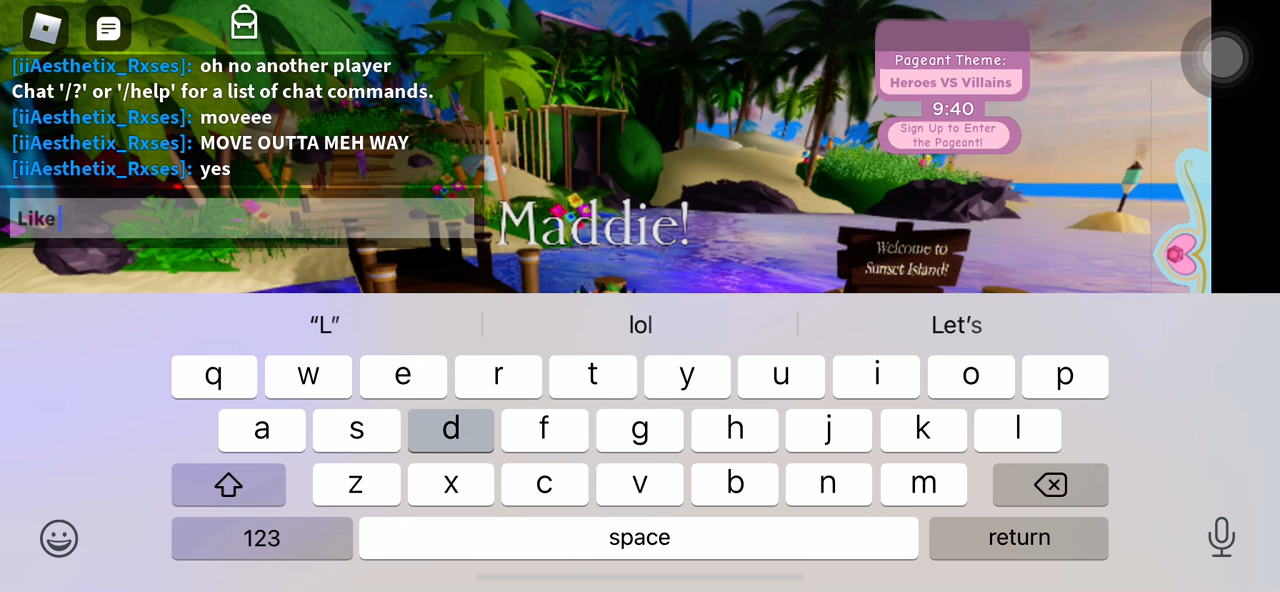 [iiAesthetix_Rxses]: oh no another player
Chat '/?' or '/help' for a list of chat commands.
[iiAesthetix_Rxses]: moveee
[iiAesthetix_Rxses]: MOVE OUTTA MEH WAY
[iiAesthetix_Rxses]: yes
Like
Pageant Theme:
Heroes VS Villains
9:40
Sign Up to Enter
the Pageant!
Maddie!
Welcome to
Sunset Island!
“L” lol Let’s
q w e r t y u i o p
a s d f g h j k l
z x c v b n m
123 space return